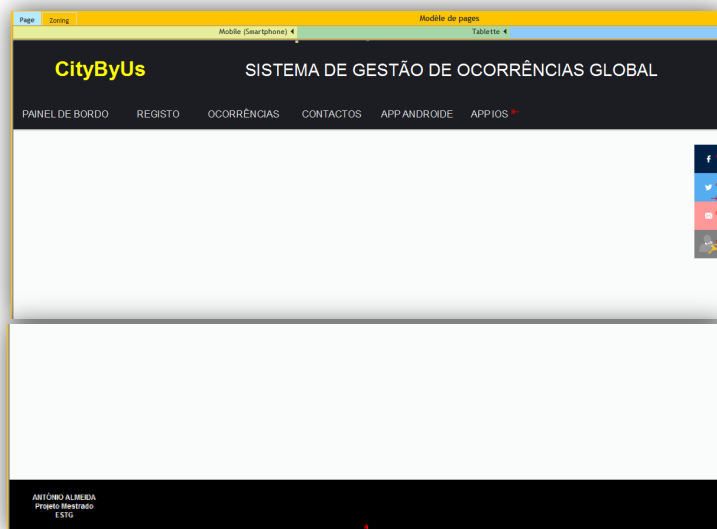 Page Zoning Modèle de pages
Mobile (Smartphone) Tablette
CityByUs SISTEMA DE GESTÃO DE OCORRÊNCIAS GLOBAL
PAINEL DE BORDO REGISTO OCORRÊNCIAS CONTACTOS APP ANDROIDE APP IOS
f
ANTÓNIO ALMEIDA
Projeto Mestrado
ESTG